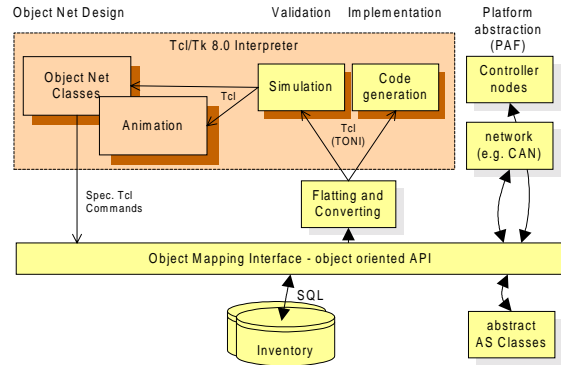 Object Net Design
Validation
Implementation
Platform
abstraction
(PAF)
Tcl/Tk 8.0 Interpreter
Object Net
Classes
Animation
Tcl
Simulation
Code
generation
Controller
nodes
Tcl
(TONI)
network
(e.g. CAN)
Spec. Tcl
Commands
Flatting and
Converting
Object Mapping Interface - object oriented API
SQL
Inventory
abstract
AS Classes